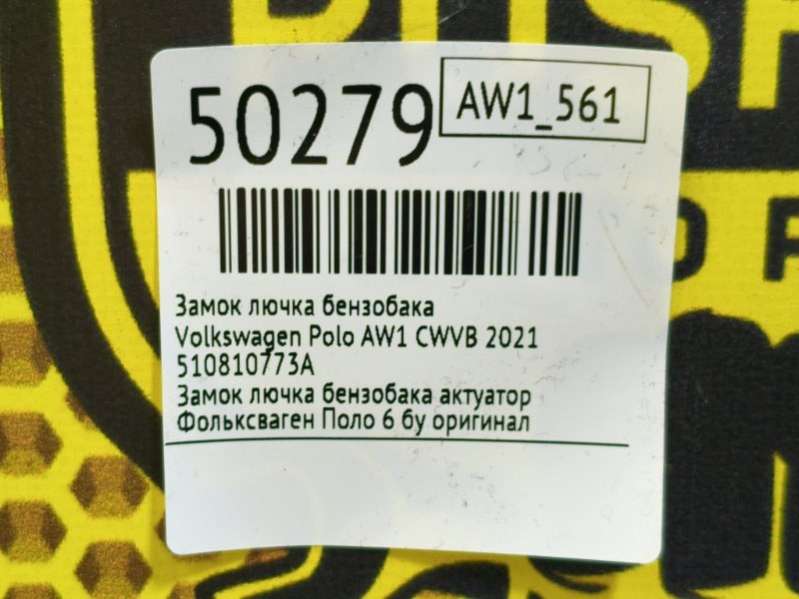 50279
AW1_561
Замок лючка бензобака
Volkswagen Polo AW1 CWVB 2021
510810773A
Замок лючка бензобака актуатор
Фольксваген Поло 6 бу оригинал